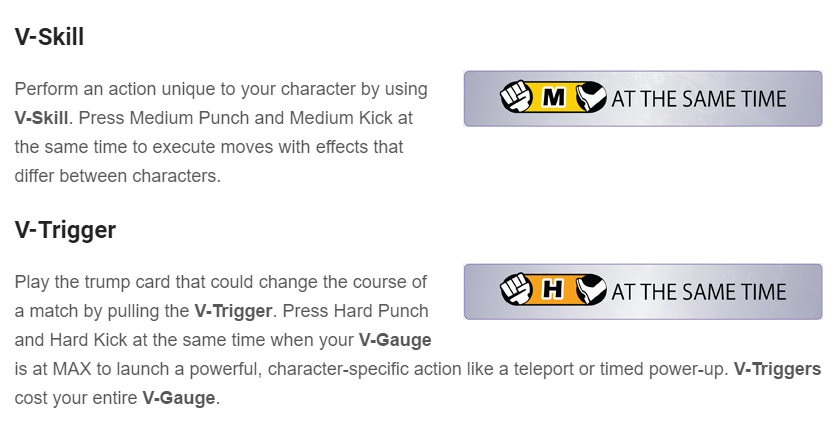 V-Skill
Perform an action unique to your character by using
V-Skill. Press Medium Punch and Medium Kick at
the same time to execute moves with effects that
differ between characters.
M AT THE SAME TIME
V-Trigger
Play the trump card that could change the course of
a match by pulling the V-Trigger. Press Hard Punch
and Hard Kick at the same time when your V-Gauge
is at MAX to launch a powerful, character-specific action like a teleport or timed power-up. V-Triggers
cost your entire V-Gauge.
H AT THE SAME TIME